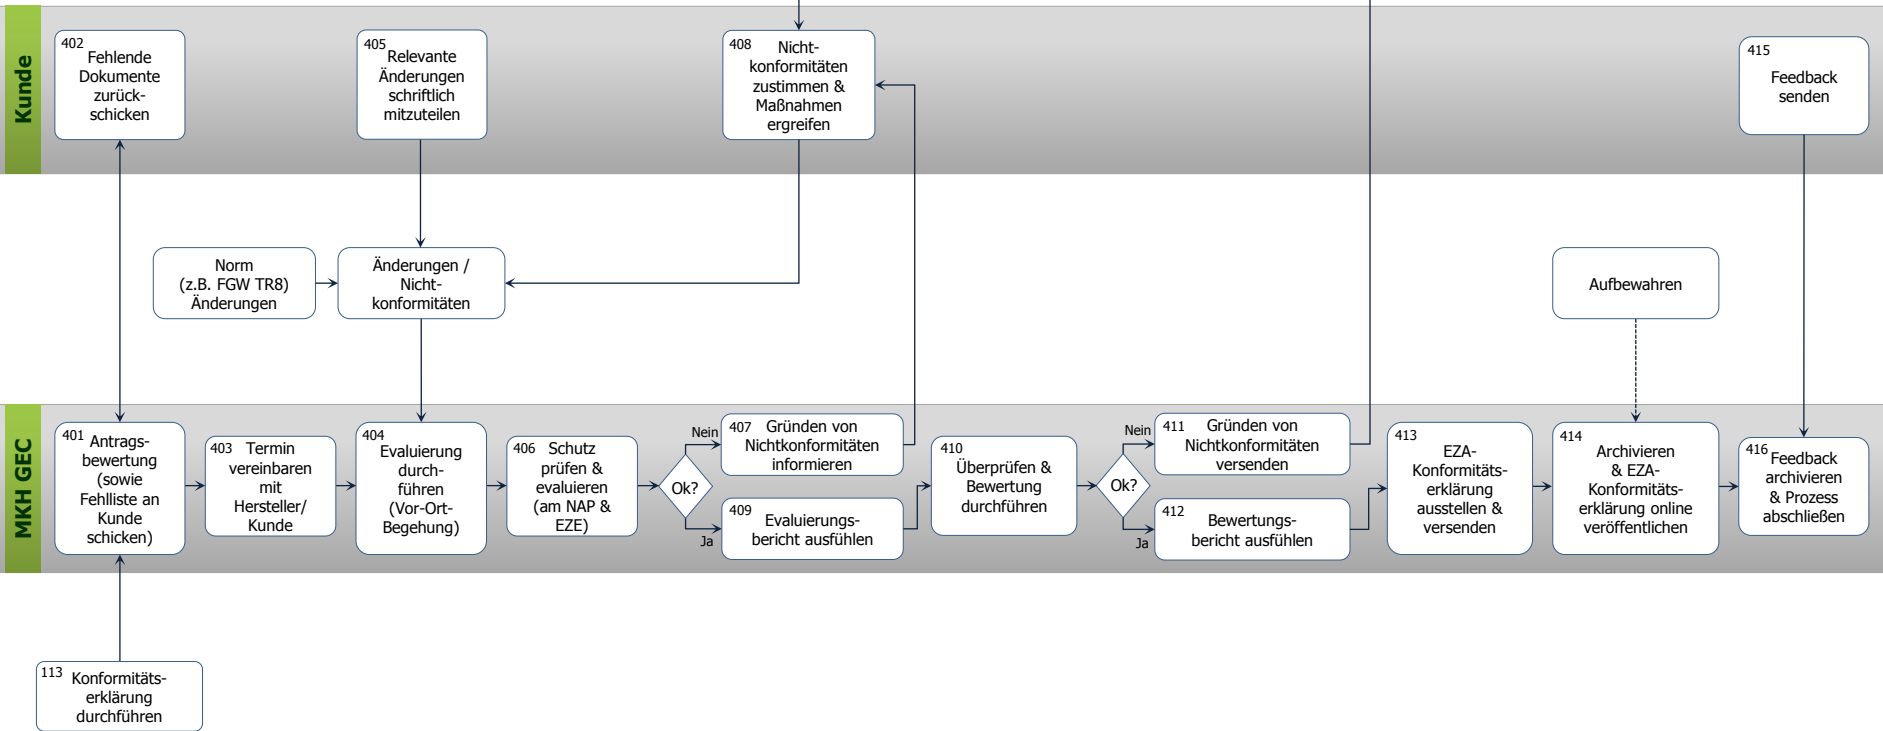 Kunde
402
Fehlende
Dokumente
zurück-
schicken
405
Relevante
Änderungen
schriftlich
mitzuteilen
408
Nicht-
konformitäten
zustimmen &
Maßnahmen
ergreifen
415
Feedback
senden
Norm
(z.B. FGW TR8)
Änderungen
Änderungen /
Nicht-
konformitäten
Aufbewahren
MKH GEC
401
Antrags-
bewertung
(sowie
Fehlliste an
Kunde
schicken)
403
Termin
vereinbaren
mit
Hersteller/
Kunde
404
Evaluierung
durch-
führen
(Vor-Ort-
Begehung)
406
Schutz
prüfen &
evaluieren
(am NAP &
EZE)
Ok?
Nein
Ja
407
Gründen von
Nichtkonformitäten
informieren
409
Evaluierungs-
bericht ausfühlen
410
Überprüfen &
Bewertung
durchführen
Ok?
Nein
Ja
411
Gründen von
Nichtkonformitäten
versenden
412
Bewertungs-
bericht ausfühlen
413
EZA-
Konformitäts-
erklärung
ausstellen &
versenden
414
Archivieren
& EZA-
Konformitäts-
erklärung online
veröffentlichen
416
Feedback
archivieren
& Prozess
abschließen
113
Konformitäts-
erklärung
durchführen